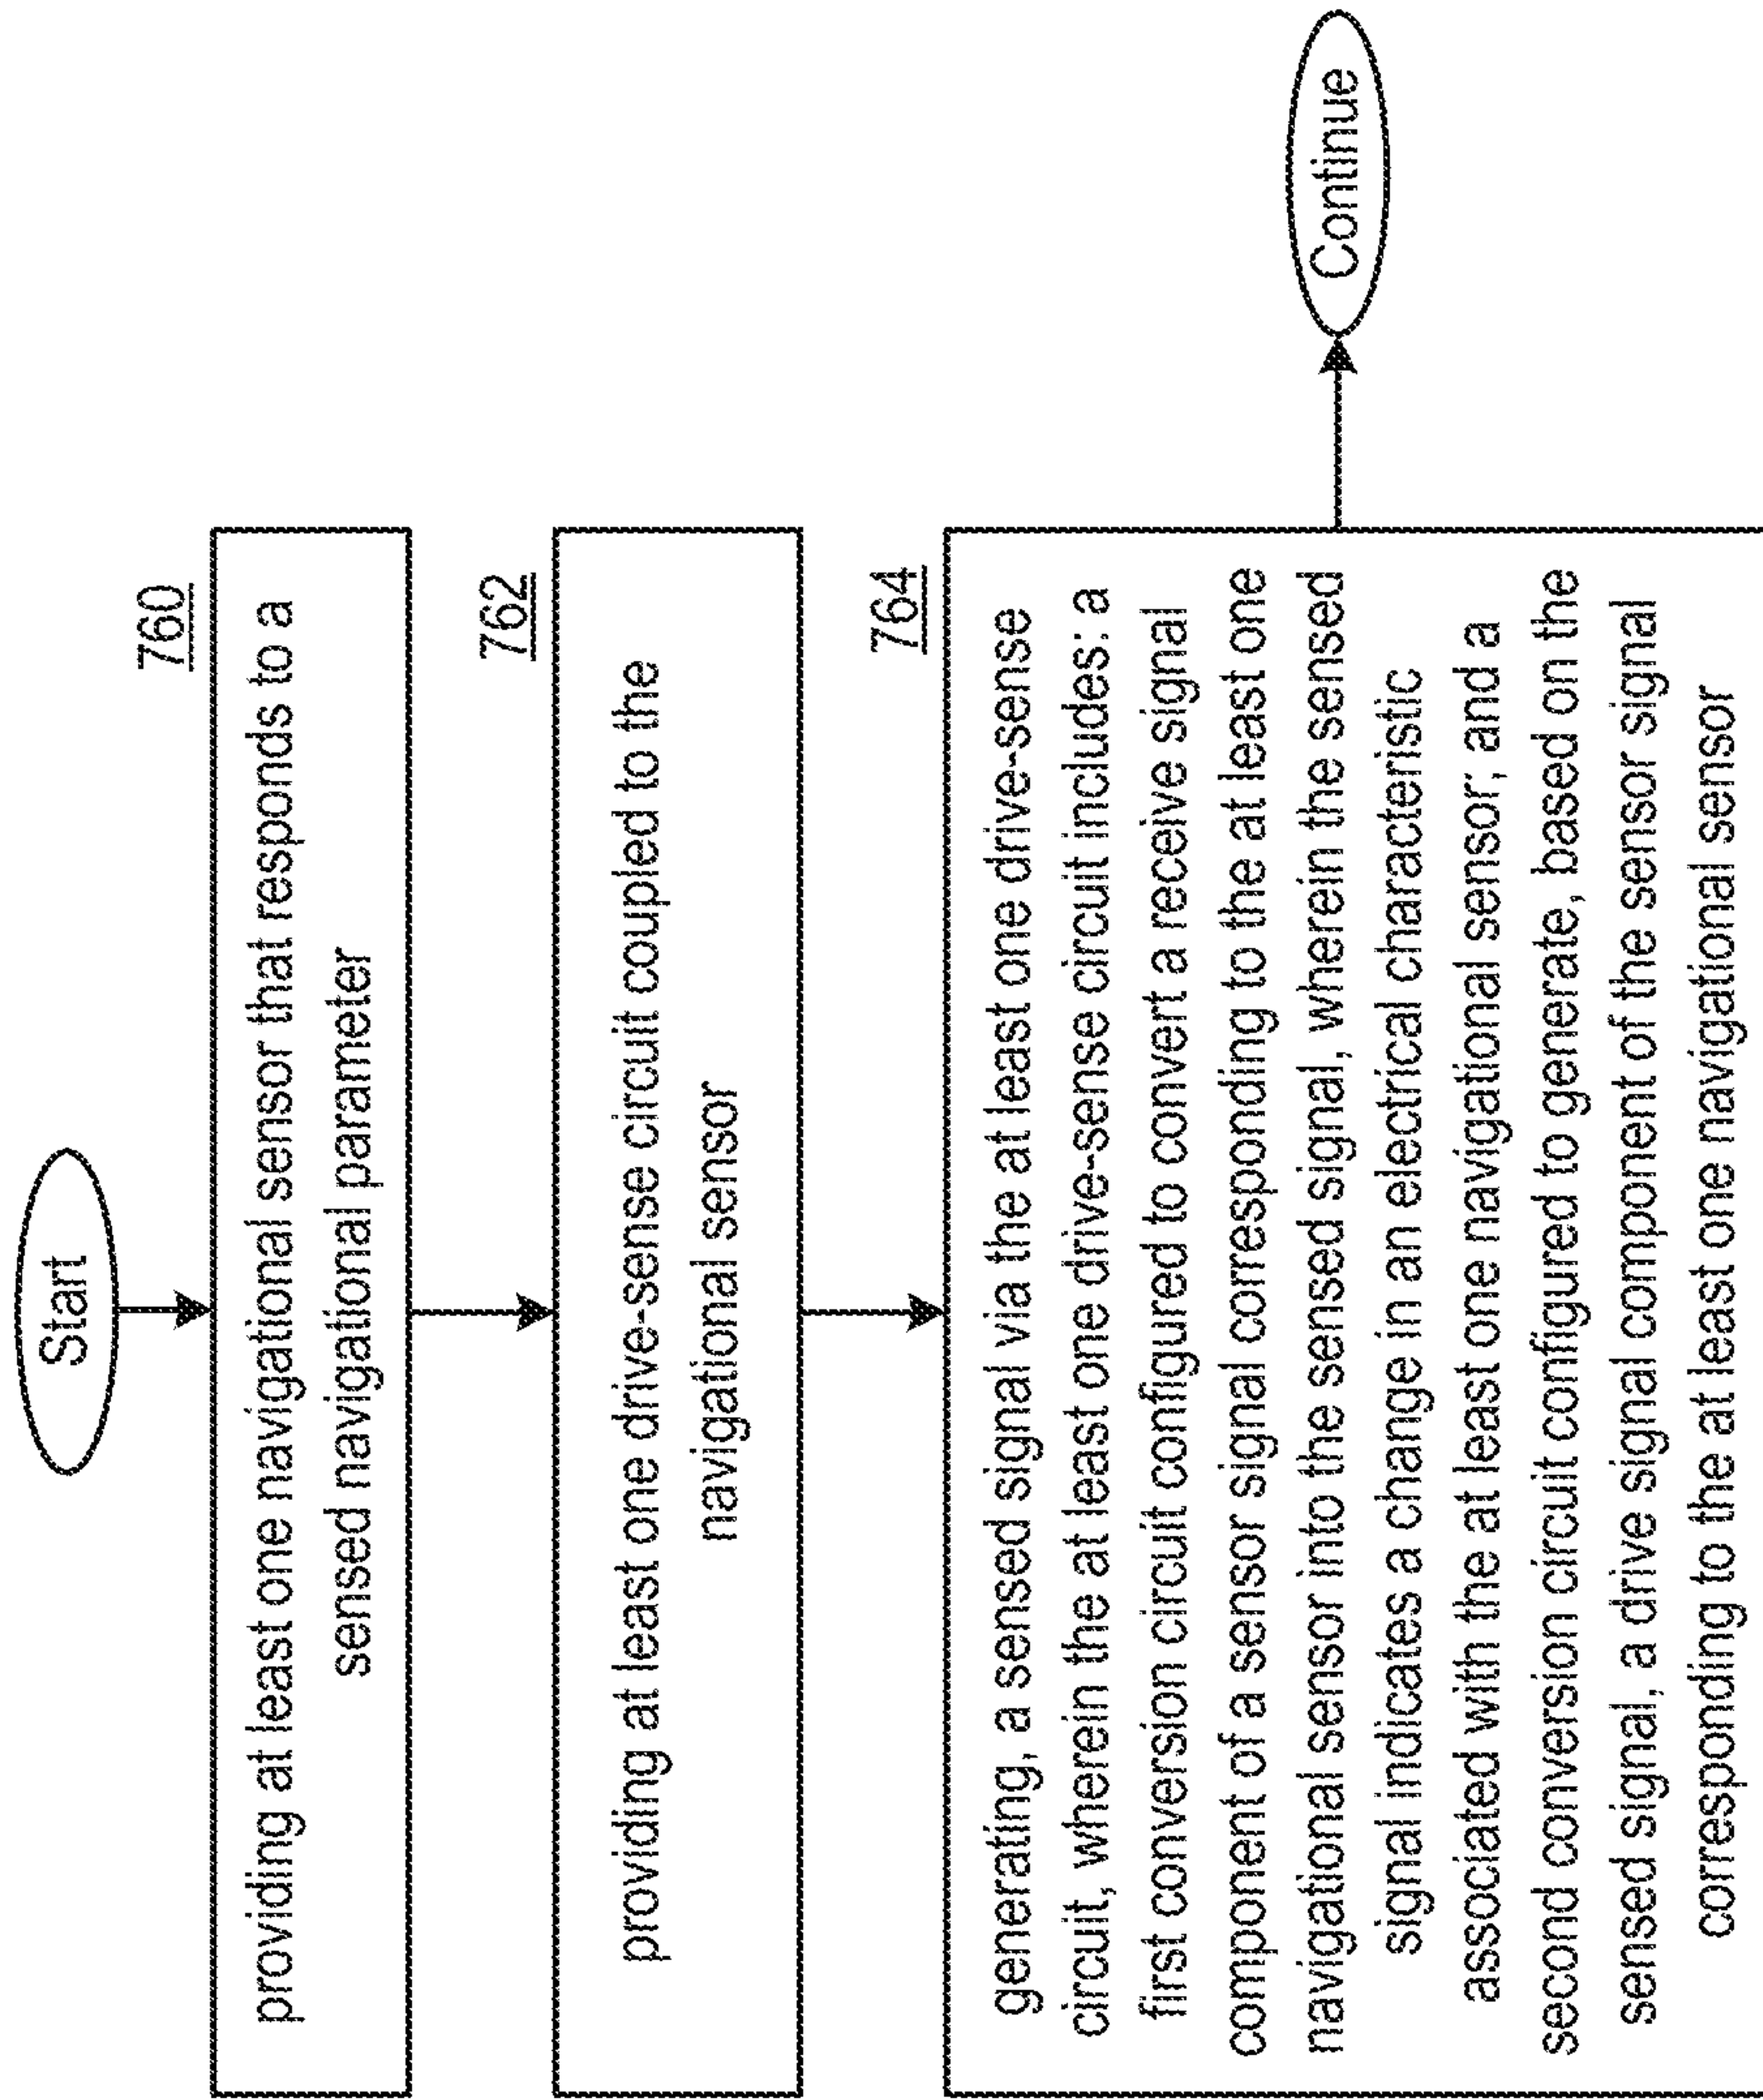 Start
760
providing at least one navigational sensor that responds to a
sensed navigational parameter
762
providing at least one drive-sense circuit coupled to the
navigational sensor
764
generating, a sensed signal via the at least one drive-sense
circuit, wherein the at least one drive-sense circuit includes: a
first conversion circuit configured to convert a receive signal
component of a sensor signal corresponding to the at least one
navigational sensor into the sensed signal, wherein the sensed
signal indicates a change in an electrical characteristic
associated with the at least one navigational sensor; and a
second conversion circuit configured to generate, based on the
sensed signal, a drive signal component of the sensor signal
corresponding to the at least one navigational sensor
Continue